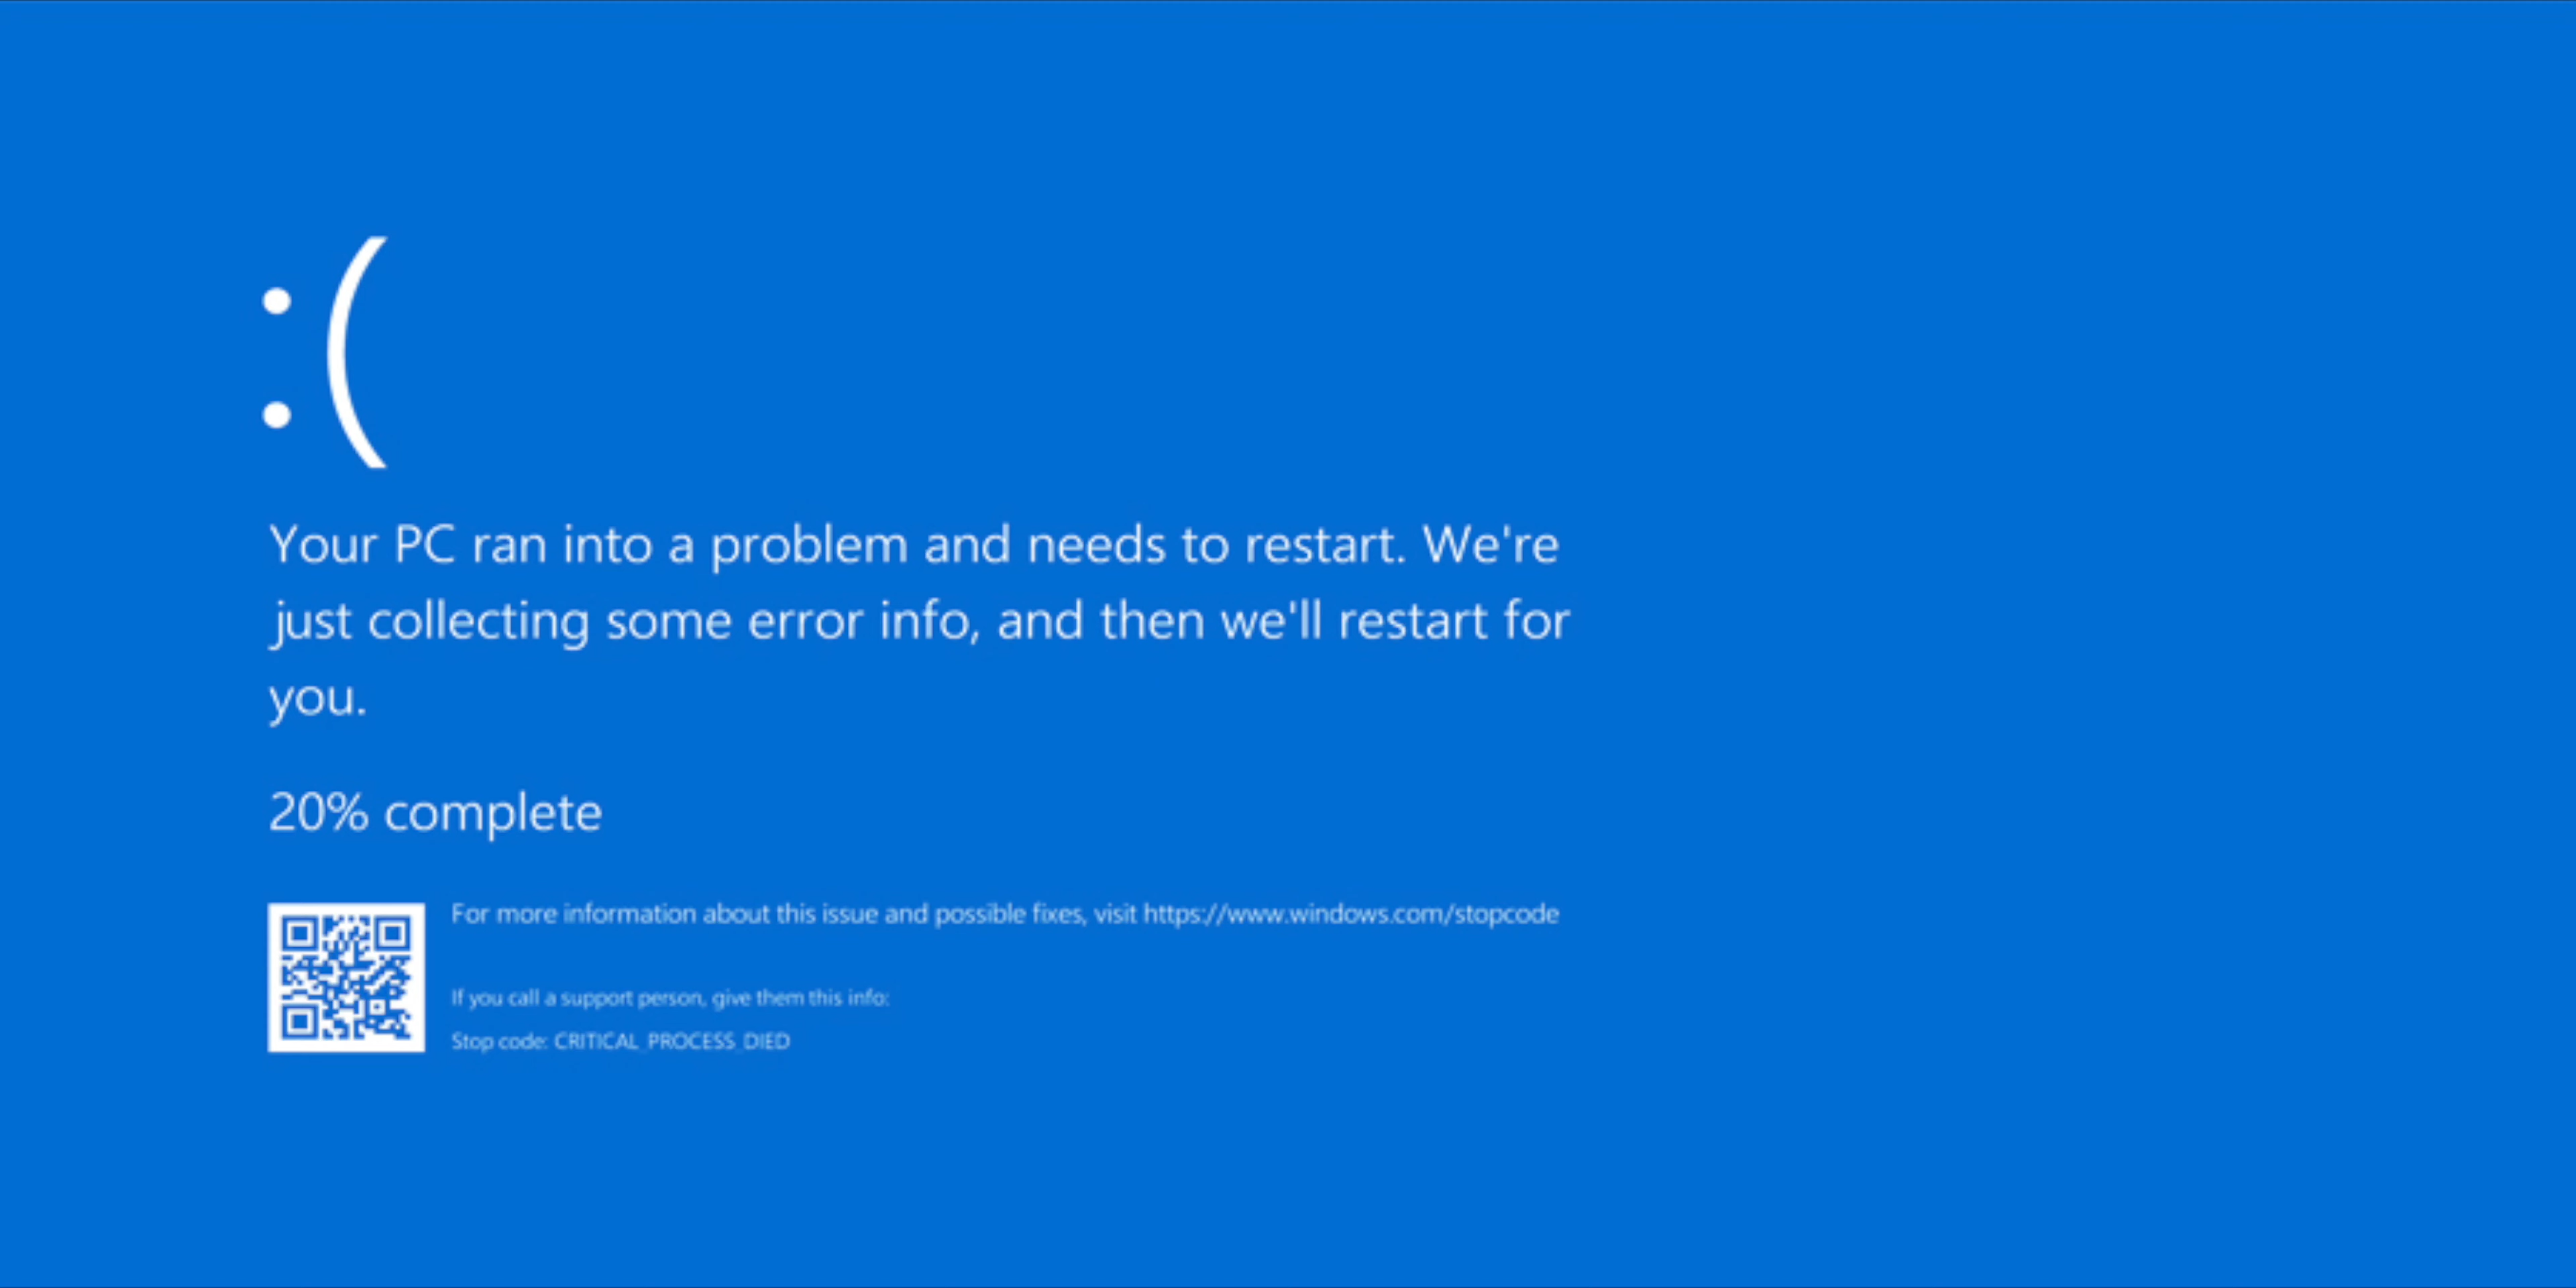 :(
Your PC ran into a problem and needs to restart. We're
just collecting some error info, and then we'll restart for
you.
20% complete
For more information about this issue and possible fixes, visit https://www.windows.com/stopcode
If you call a support person, give them this info:
Stop code: CRITICAL_PROCESS_DIED